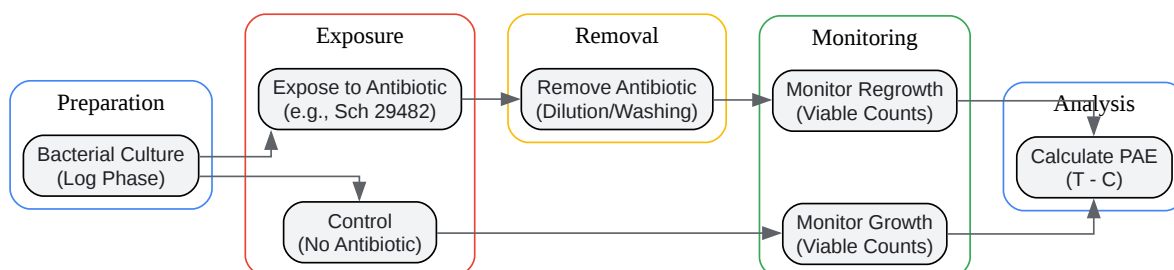 Preparation
Bacterial Culture
(Log Phase)
Exposure
Expose to Antibiotic
(e.g., Sch 29482)
Control
(No Antibiotic)
Removal
Remove Antibiotic
(Dilution/Washing)
Monitoring
Monitor Regrowth
(Viable Counts)
Monitor Growth
(Viable Counts)
Analysis
Calculate PAE
(T - C)